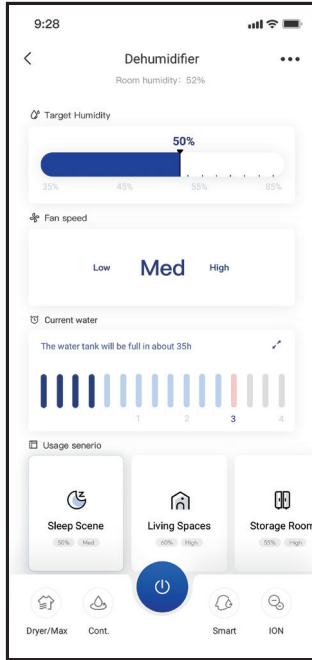 9:28
Dehumidifier
Room humidity: 52%
Target Humidity
50%
35% 45% 55% 85%
Fan speed
Low Med High
Current water
The water tank will be full in about 35h
1 2 3 4
Usage senerio
Sleep Scene Living Spaces Storage Room
50% Med 60% High 55% High
Dryer/Max Cont. Smart ION